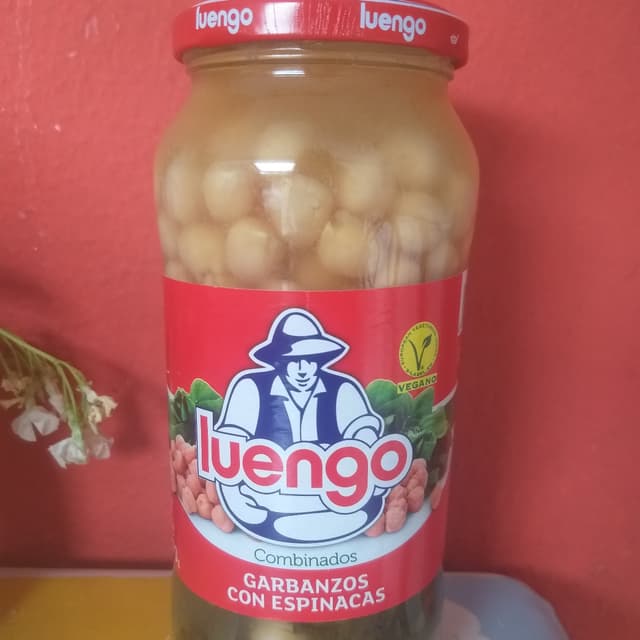 luengo luengo
VEGANO
luengo
Combinados
GARBANZOS
CON ESPINACAS